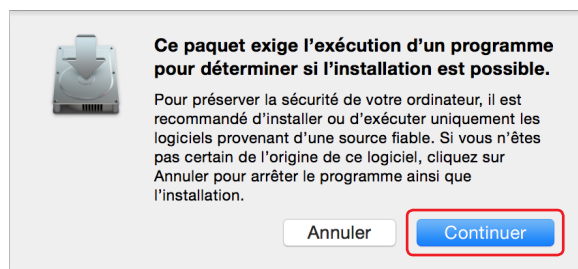 Ce paquet exige l’exécution d’un programme
pour déterminer si l’installation est possible.
Pour préserver la sécurité de votre ordinateur, il est
recommandé d’installer ou d’exécuter uniquement les
logiciels provenant d’une source fiable. Si vous n’êtes
pas certain de l’origine de ce logiciel, cliquez sur
Annuler pour arrêter le programme ainsi que
l’installation.
Annuler
Continuer